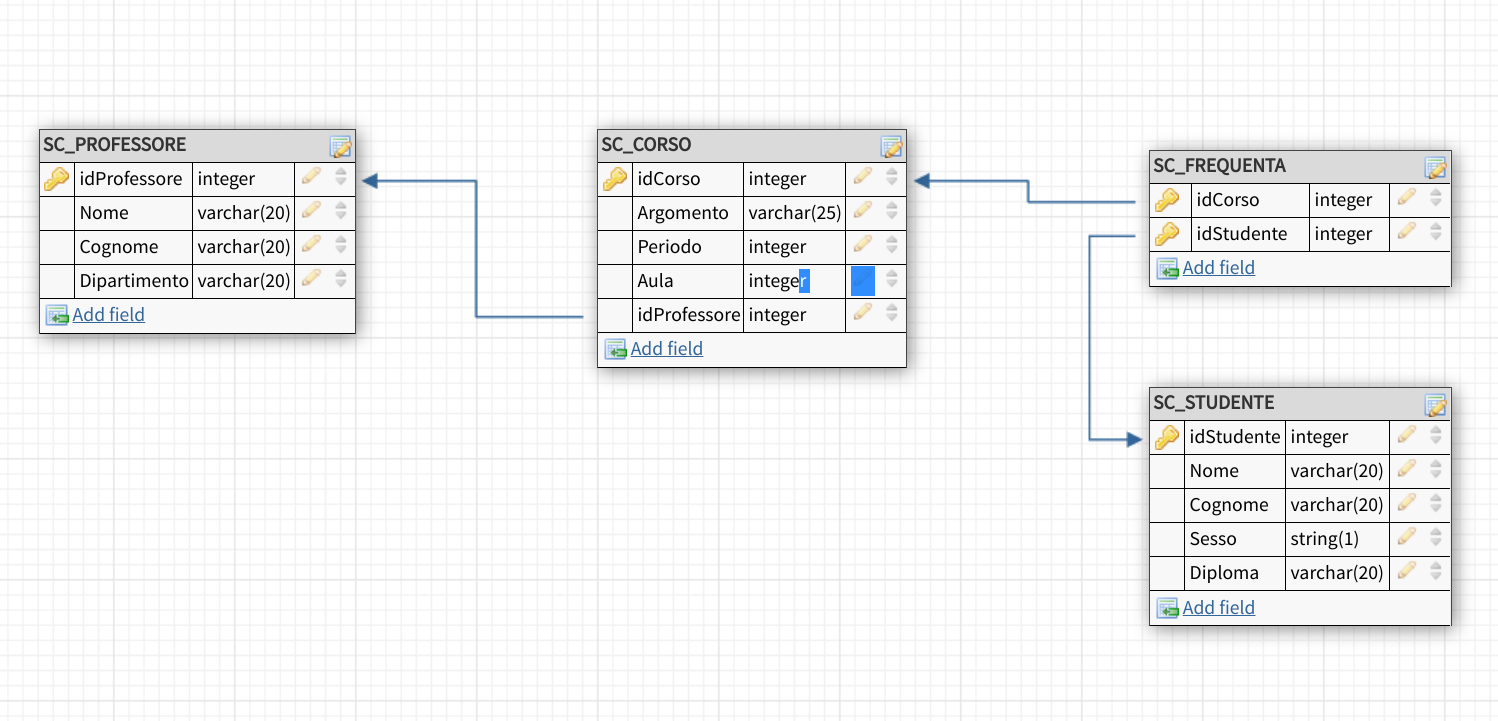 SC_PROFESSORE
idProfessore integer
Nome varchar(20)
Cognome varchar(20)
Dipartimento varchar(20)
Add field
SC_CORSO
idCorso integer
Argomento varchar(25)
Periodo integer
Aula integer
idProfessore integer
Add field
SC_FREQUENTA
idCorso integer
idStudente integer
Add field
SC_STUDENTE
idStudente integer
Nome varchar(20)
Cognome varchar(20)
Sesso string(1)
Diploma varchar(20)
Add field